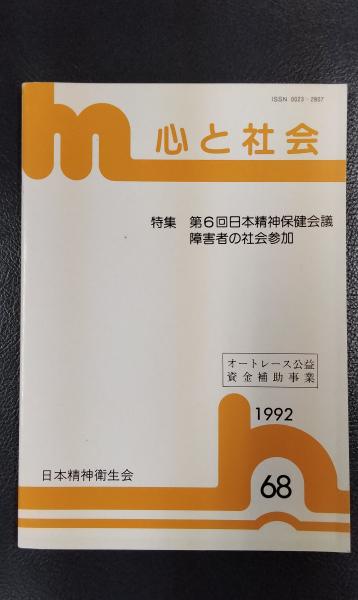 ISSN 0023-2807
心と社会
特集 第6回日本精神保健会議
障害者の社会参加
オートレース公益
資金補助事業
1992
68
日本精神衛生会